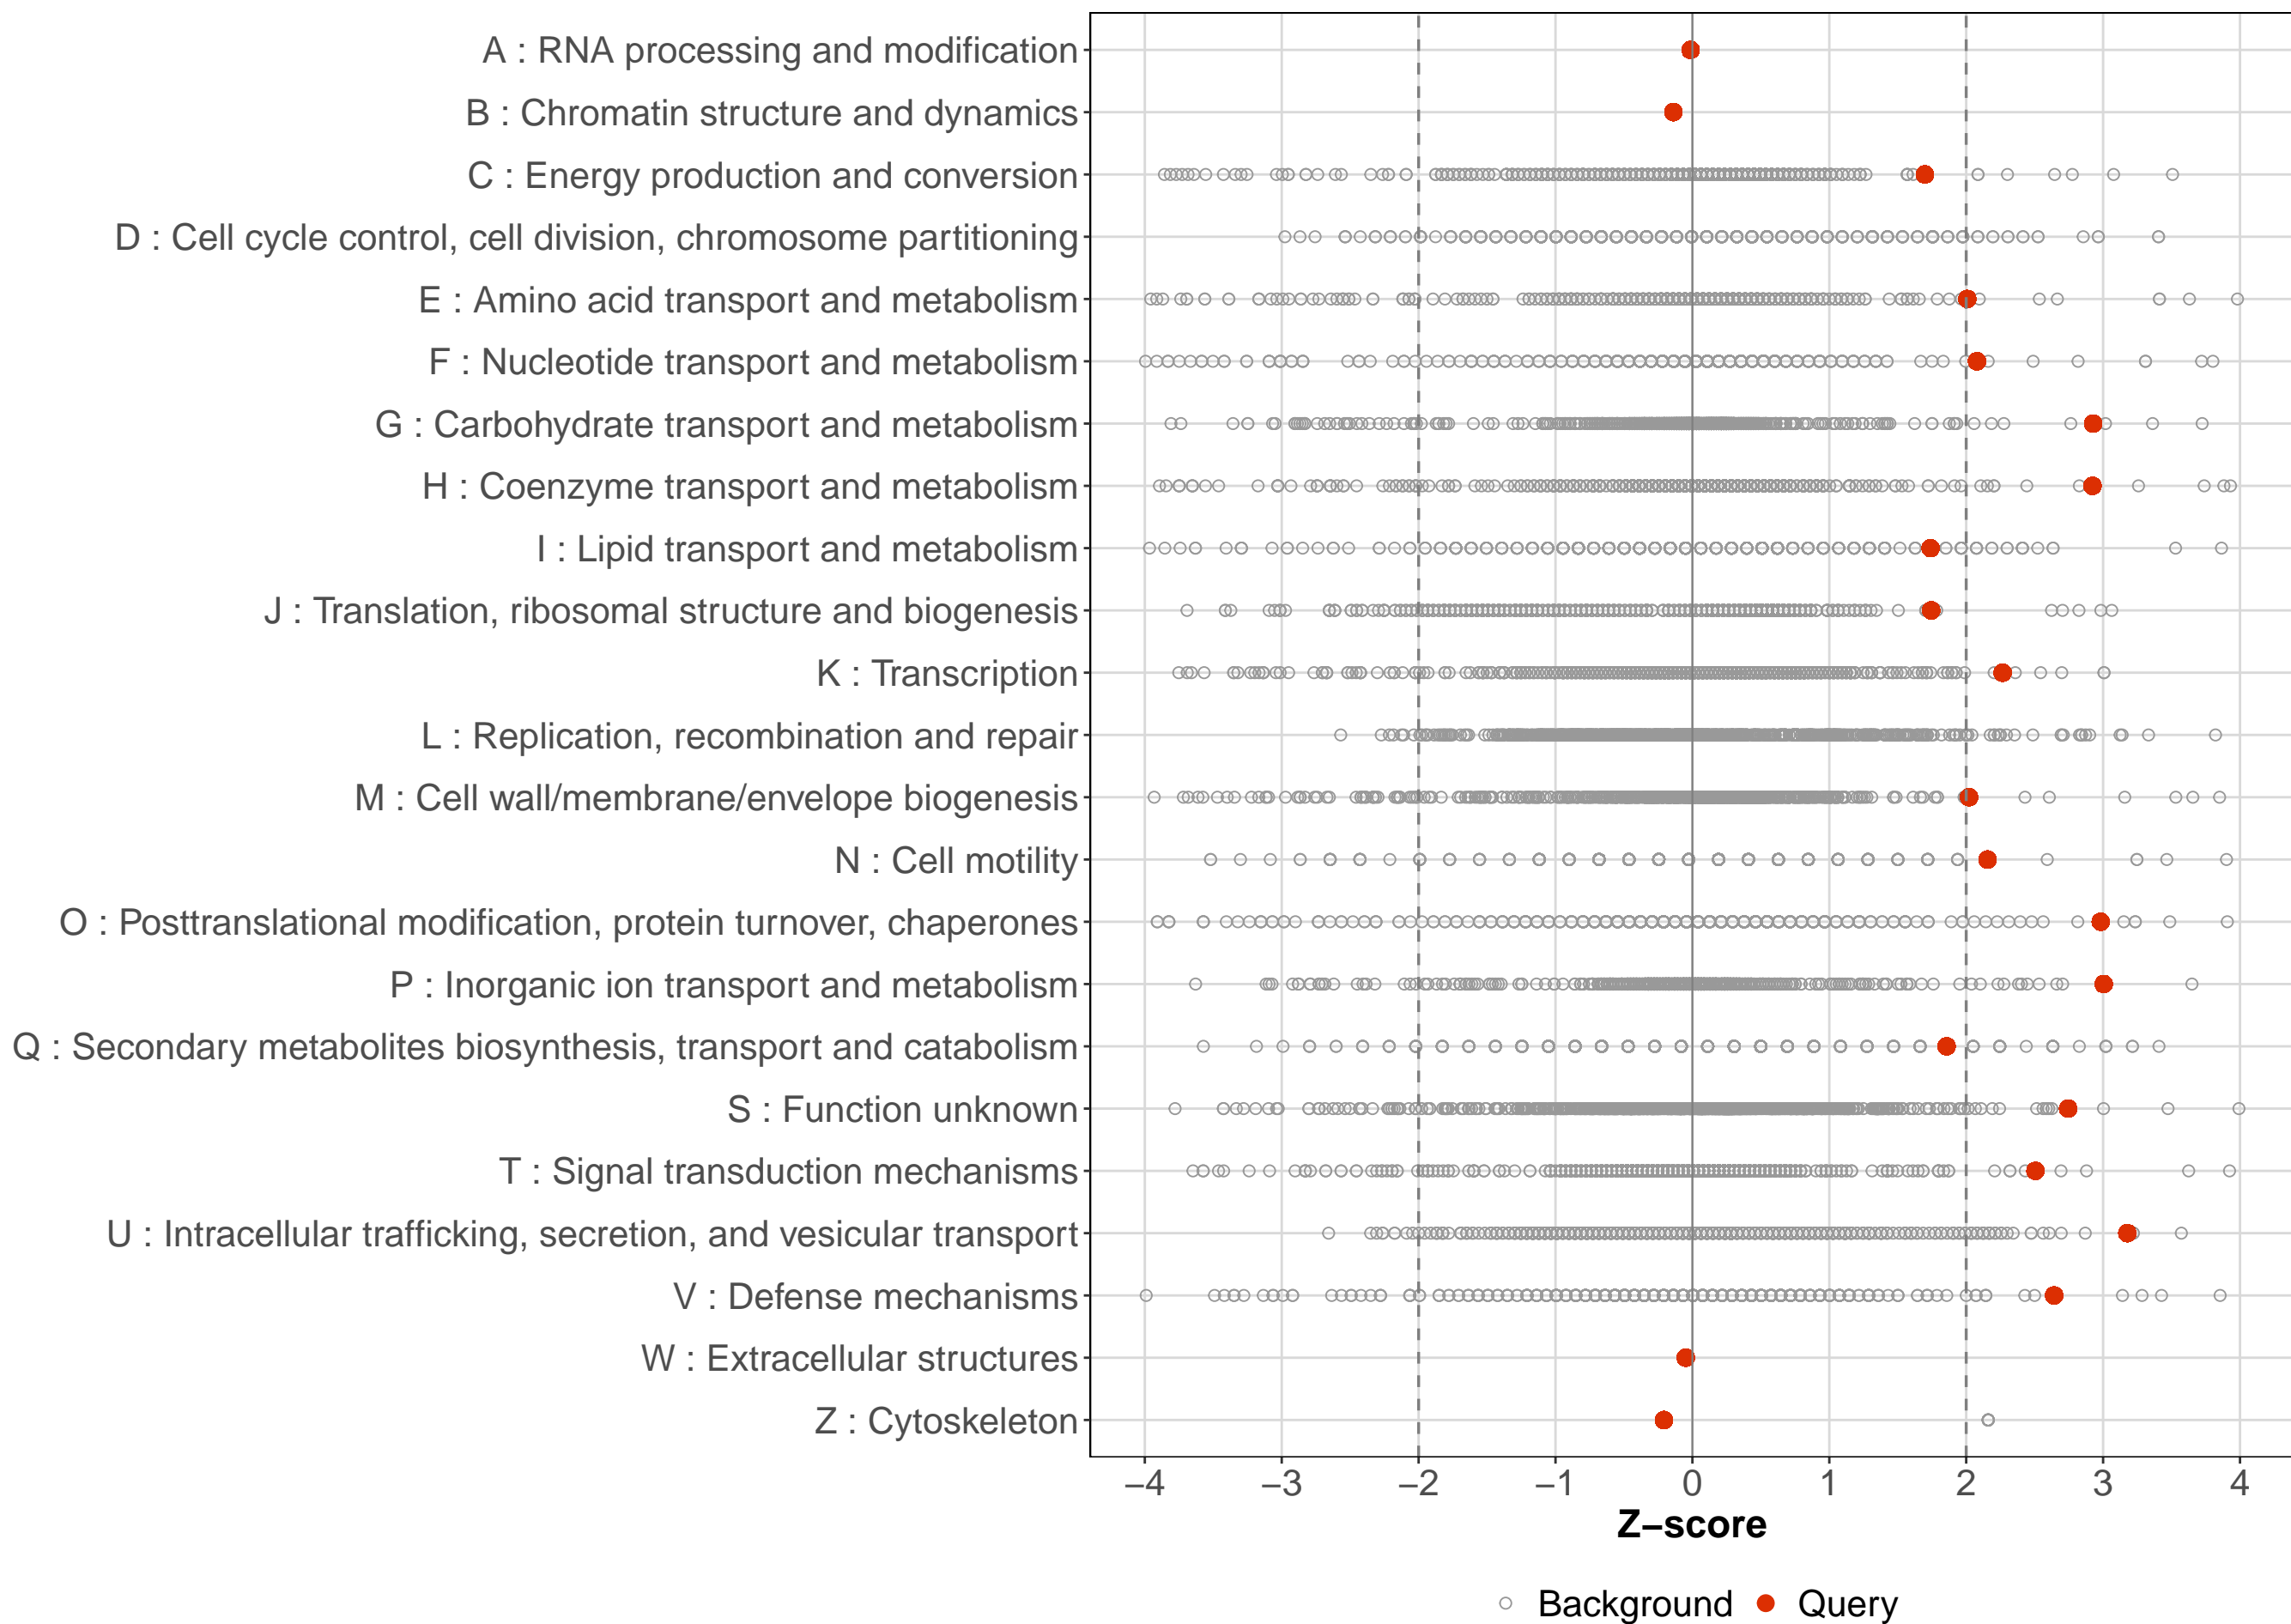 A : RNA processing and modification
B : Chromatin structure and dynamics
C : Energy production and conversion
D : Cell cycle control, cell division, chromosome partitioning
E : Amino acid transport and metabolism
F : Nucleotide transport and metabolism
G : Carbohydrate transport and metabolism
H : Coenzyme transport and metabolism
I : Lipid transport and metabolism
J : Translation, ribosomal structure and biogenesis
K : Transcription
L : Replication, recombination and repair
M : Cell wall/membrane/envelope biogenesis
N : Cell motility
O : Posttranslational modification, protein turnover, chaperones
P : Inorganic ion transport and metabolism
Q : Secondary metabolites biosynthesis, transport and catabolism
S : Function unknown
T : Signal transduction mechanisms
U : Intracellular trafficking, secretion, and vesicular transport
V : Defense mechanisms
W : Extracellular structures
Z : Cytoskeleton
−4 −3 −2 −1 0 1 2 3 4
Z−score
Background Query